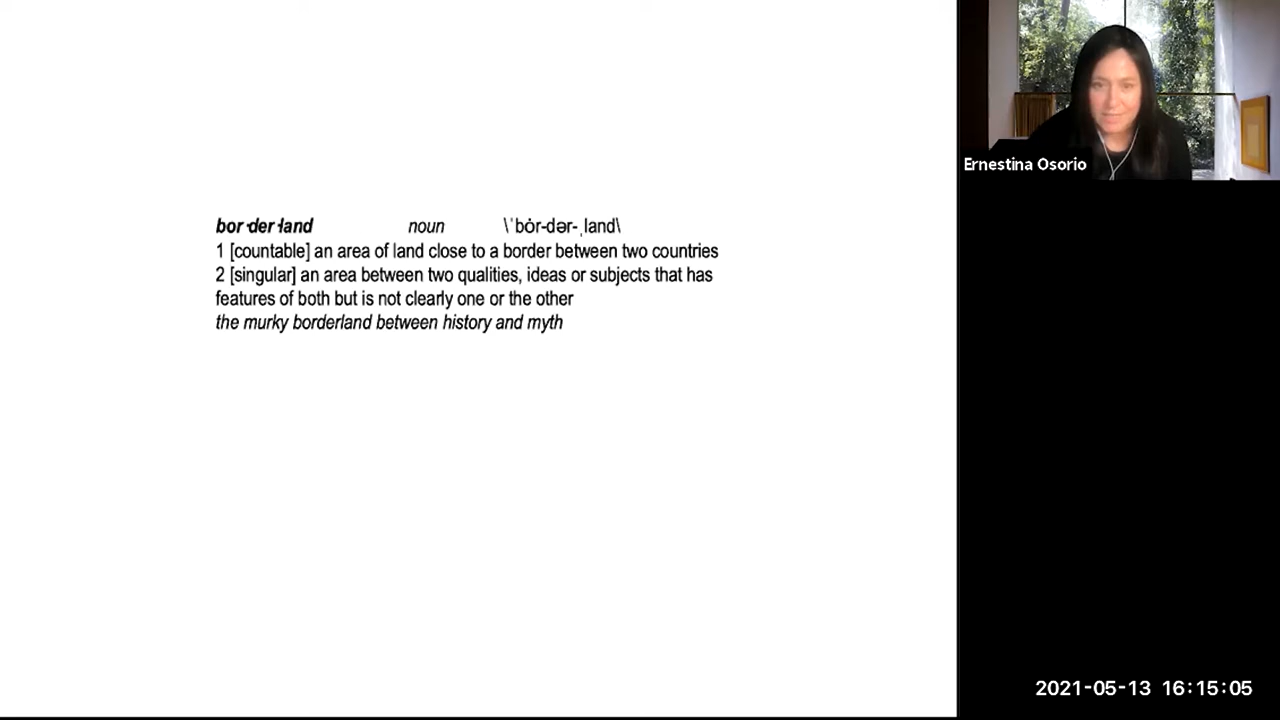 bor·der·land noun \ˈbȯr-dər-ˌland\
1 [countable] an area of land close to a border between two countries
2 [singular] an area between two qualities, ideas or subjects that has
features of both but is not clearly one or the other
the murky borderland between history and myth
Ernestina Osorio
2021-05-13 16:15:05